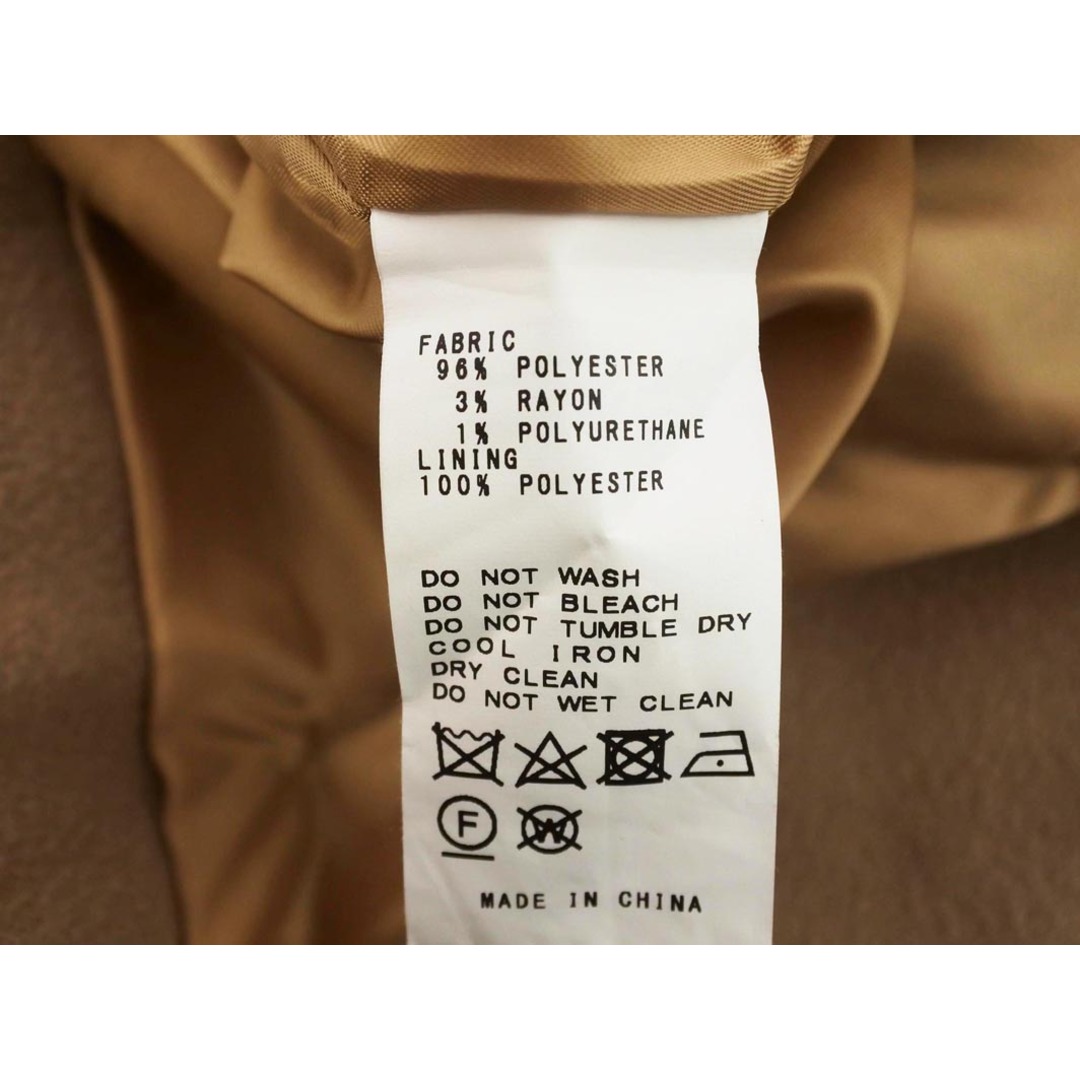 FABRIC
96% POLYESTER
3% RAYON
1% POLYURETHANE
LINING
100% POLYESTER
DO NOT WASH
DO NOT BLEACH
DO NOT TUMBLE DRY
COOL IRON
DRY CLEAN
DO NOT WET CLEAN
F W
MADE IN CHINA